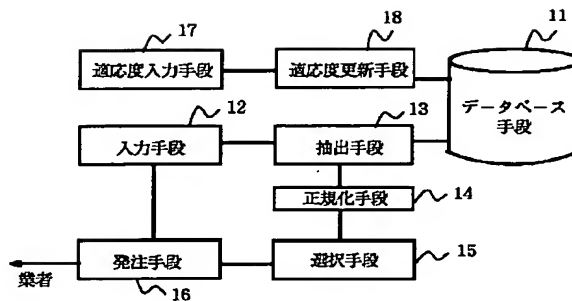 17
18
11
適応度入力手段
適応度更新手段
データベース
手段
12
13
入力手段
抽出手段
正規化手段
14
発注手段
選択手段
15
業者
16